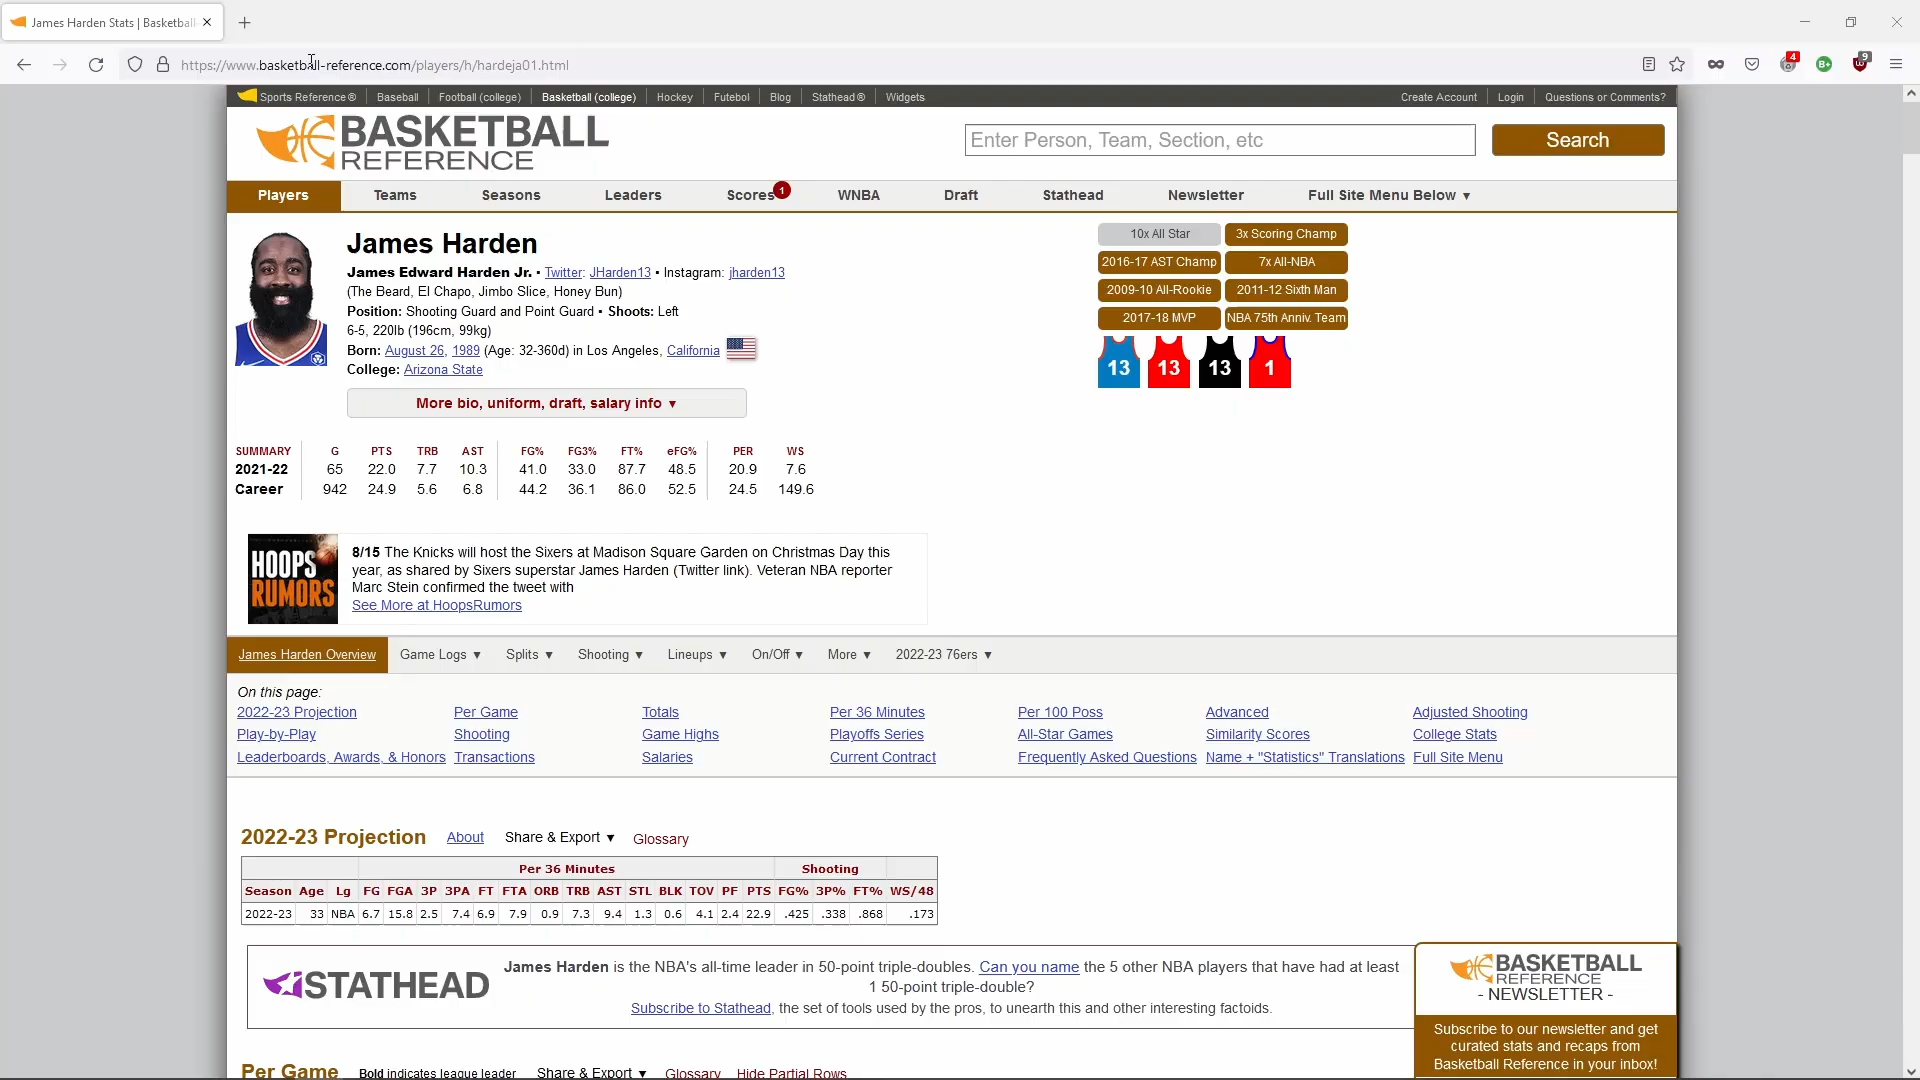 James Harden Stats | Basketball
https://www.basketball-reference.com/players/h/hardeja01.html
4
B+
9
Sports Reference® Baseball Football (college) Basketball (college) Hockey Futebol Blog Stathead® Widgets Create Account Login Questions or Comments?
BASKETBALL
REFERENCE
Enter Person, Team, Section, etc
Search
Players Teams Seasons Leaders Scores 1 WNBA Draft Stathead Newsletter Full Site Menu Below ▼
James Harden
James Edward Harden Jr. • Twitter: JHarden13 • Instagram: jharden13
(The Beard, El Chapo, Jimbo Slice, Honey Bun)
Position: Shooting Guard and Point Guard • Shoots: Left
6-5, 220lb (196cm, 99kg)
Born: August 26, 1989 (Age: 32-360d) in Los Angeles, California
College: Arizona State
More bio, uniform, draft, salary info ▼
10x All Star 3x Scoring Champ
2016-17 AST Champ 7x All-NBA
2009-10 All-Rookie 2011-12 Sixth Man
2017-18 MVP NBA 75th Anniv. Team
13 13 13 1
SUMMARY G PTS TRB AST FG% FG3% FT% eFG% PER WS
2021-22 65 22.0 7.7 10.3 41.0 33.0 87.7 48.5 20.9 7.6
Career 942 24.9 5.6 6.8 44.2 36.1 86.0 52.5 24.5 149.6
HOOPS
RUMORS
8/15 The Knicks will host the Sixers at Madison Square Garden on Christmas Day this
year, as shared by Sixers superstar James Harden (Twitter link). Veteran NBA reporter
Marc Stein confirmed the tweet with
See More at HoopsRumors
James Harden Overview Game Logs ▼ Splits ▼ Shooting ▼ Lineups ▼ On/Off ▼ More ▼ 2022-23 76ers ▼
On this page:
2022-23 Projection Per Game Totals Per 36 Minutes Per 100 Poss Advanced Adjusted Shooting
Play-by-Play Shooting Game Highs Playoffs Series All-Star Games Similarity Scores College Stats
Leaderboards, Awards, & Honors Transactions Salaries Current Contract Frequently Asked Questions Name + "Statistics" Translations Full Site Menu
2022-23 Projection About Share & Export ▼ Glossary
Per 36 Minutes Shooting
Season Age Lg FG FGA 3P 3PA FT FTA ORB TRB AST STL BLK TOV PF PTS FG% 3P% FT% WS/48
2022-23 33 NBA 6.7 15.8 2.5 7.4 6.9 7.9 0.9 7.3 9.4 1.3 0.6 4.1 2.4 22.9 .425 .338 .868 .173
STATHEAD
James Harden is the NBA's all-time leader in 50-point triple-doubles. Can you name the 5 other NBA players that have had at least
1 50-point triple-double?
Subscribe to Stathead, the set of tools used by the pros, to unearth this and other interesting factoids.
BASKETBALL
REFERENCE
- NEWSLETTER -
Subscribe to our newsletter and get
curated stats and recaps from
Basketball Reference in your inbox!
Per Game Bold indicates league leader Share & Export ▼ Glossary Hide Partial Rows